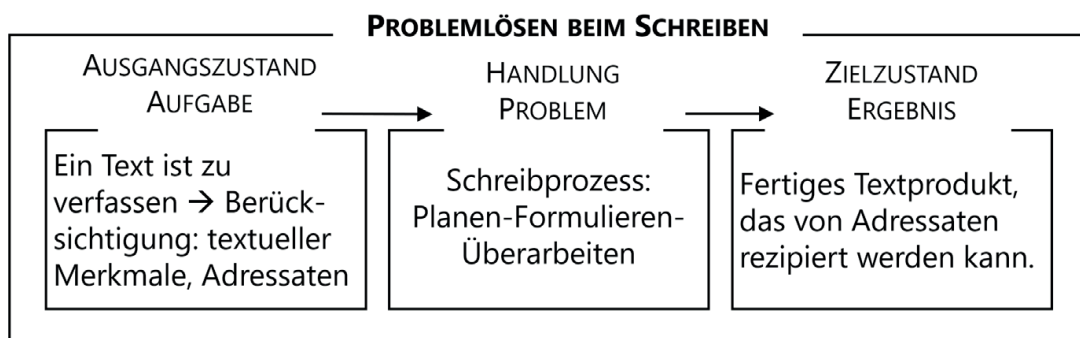 PROBLEMLÖSEN BEIM SCHREIBEN
AUSGANGSZUSTAND
AUFGABE
Ein Text ist zu
verfassen → Berück-
sichtigung: textueller
Merkmale, Adressaten
HANDLUNG
PROBLEM
Schreibprozess:
Planen-Formulieren-
Überarbeiten
ZIELZUSTAND
ERGEBNIS
Fertiges Textprodukt,
das von Adressaten
rezipiert werden kann.